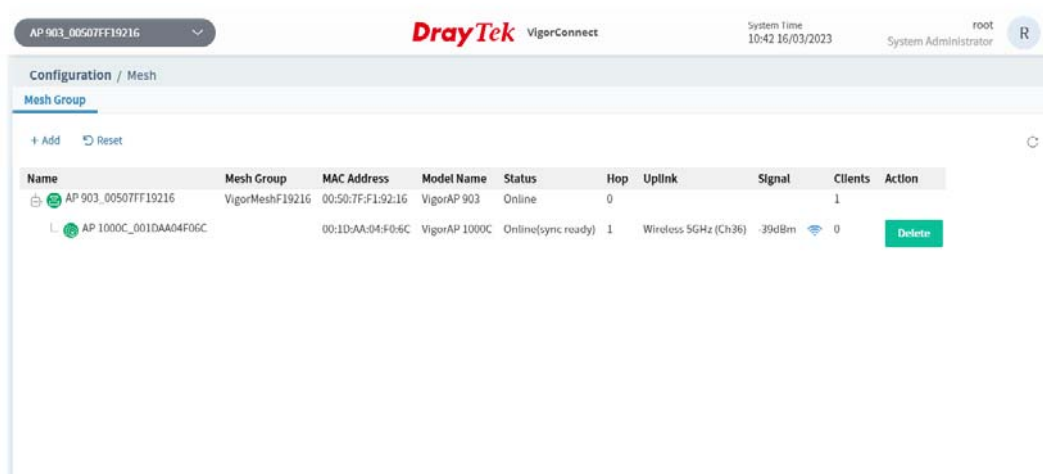 AP 903_00507FF19216
DrayTek VigorConnect
System Time
10:42 16/03/2023
root
System Administrator
R
Configuration / Mesh
Mesh Group
+ Add Reset
Name Mesh Group MAC Address Model Name Status Hop Uplink Signal Clients Action
AP 903_00507FF19216 VigorMeshF19216 00:50:7F:F1:92:16 VigorAP 903 Online 0 1
AP 1000C_001DAA04F06C 00:1D:AA:04:F0:6C VigorAP 1000C Online(sync ready) 1 Wireless 5GHz (Ch36) -39dBm 0 Delete